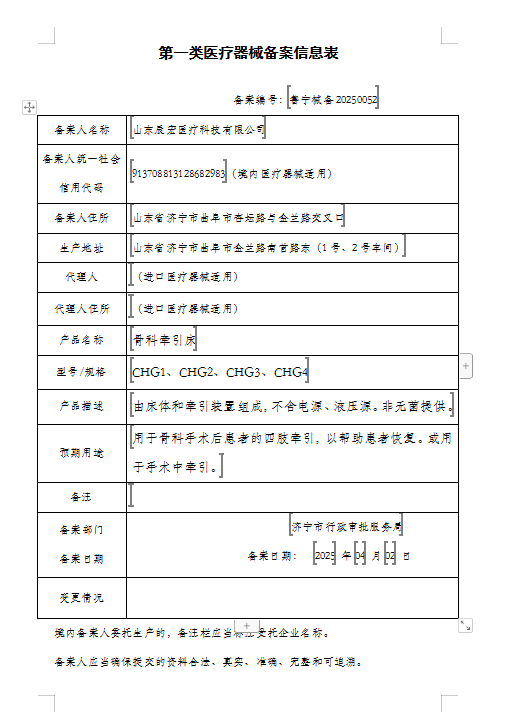 第一类医疗器械备案信息表
备案编号：鲁宁械备20250052
备案人名称 山东辰宏医疗科技有限公司
备案人统一社会
信用代码
913708813128682983（境内医疗器械适用）
备案人住所 山东省济宁市曲阜市杏坛路与金兰路交叉口
生产地址 山东省济宁市曲阜市金兰路南首路东（1号、2号车间）
代理人 （进口医疗器械适用）
代理人住所 （进口医疗器械适用）
产品名称 骨科牵引床
型号/规格 CHG1、CHG2、CHG3、CHG4
产品描述 由床体和牵引装置组成，不含电源、液压源。非无菌提供。
预期用途
用于骨科手术后患者的四肢牵引，以帮助患者恢复。或用
于手术中牵引。
备注
备案部门
备案日期
济宁市行政审批服务局
备案日期： 2025 年 04 月 02 日
变更情况
境内备案人委托生产的，备注栏应当标注受托企业名称。
备案人应当确保提交的资料合法、真实、准确、完整和可追溯。